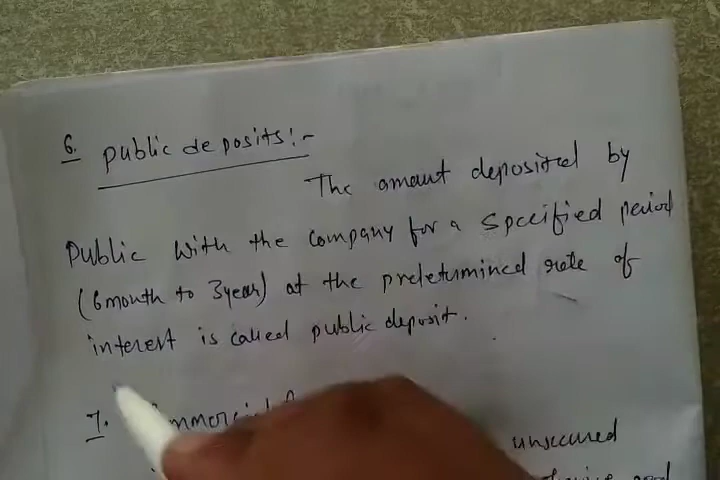 6. public deposits:-
The amount deposited by
Public with the Company for a specified period
(6month to 3year) at the predetermined rate of
interest is called public deposit.
7.
unsecured